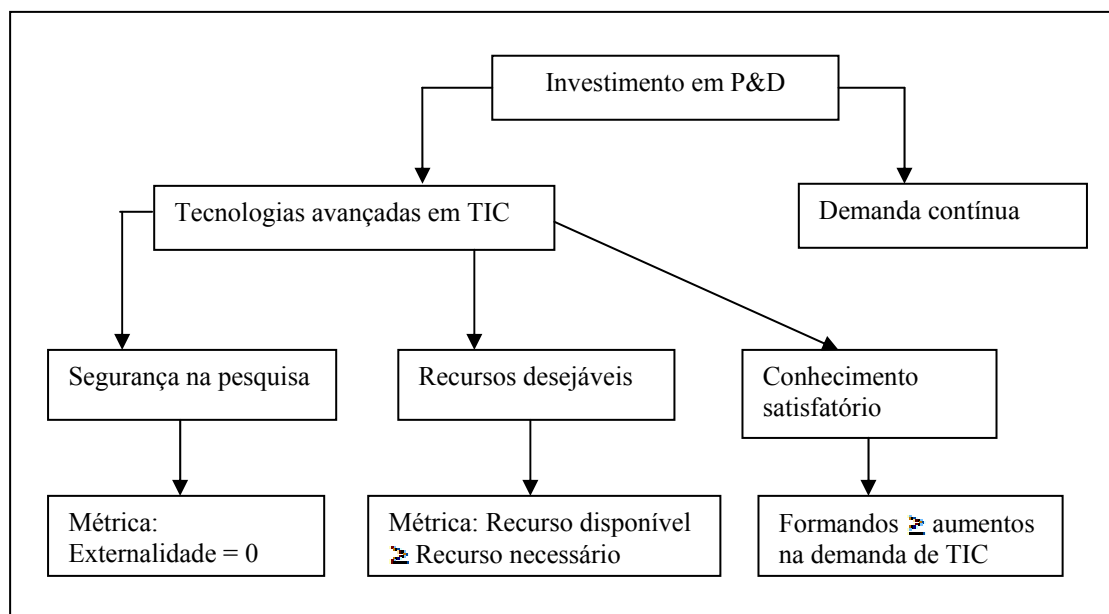 Investimento em P&D
Tecnologias avançadas em TIC
Demanda contínua
Segurança na pesquisa
Recursos desejáveis
Conhecimento
satisfatório
Métrica:
Externalidade = 0
Métrica: Recurso disponível
≥ Recurso necessário
Formandos ≥ aumentos
na demanda de TIC